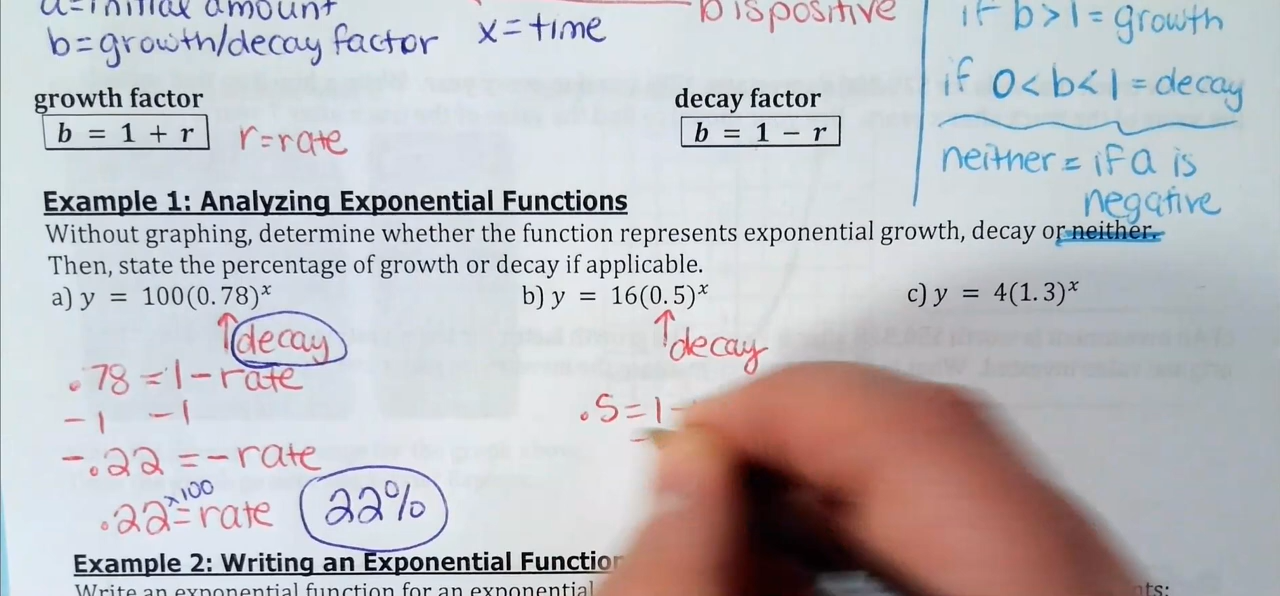 a=initial amount
b=growth/decay factor x=time
b is positive
if b>1=growth
if 0<b<1=decay
neither = if a is
negative
growth factor
b = 1 + r
r=rate
decay factor
b = 1 − r
Example 1: Analyzing Exponential Functions
Without graphing, determine whether the function represents exponential growth, decay or neither.
Then, state the percentage of growth or decay if applicable.
a) y = 100(0.78)^x
b) y = 16(0.5)^x
c) y = 4(1.3)^x
↑decay
.78=1-rate
-1 -1
-.22=-rate
x100
.22=rate 22%
↑decay
.5=1-
-
Example 2: Writing an Exponential
Write an exponential function for an exponential